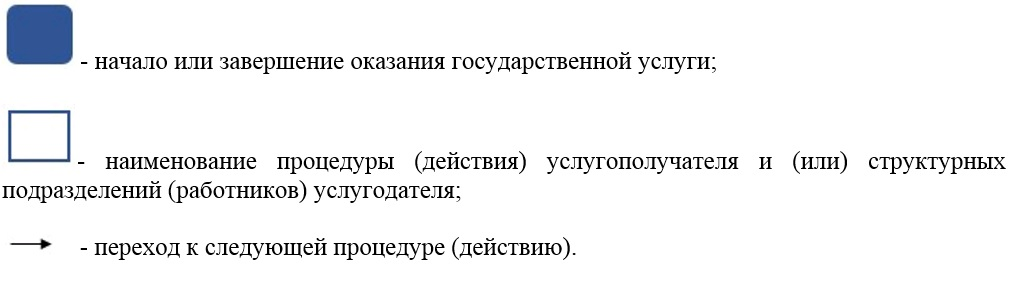 - начало или завершение оказания государственной услуги;
- наименование процедуры (действия) услугополучателя и (или) структурных
подразделений (работников) услугодателя;
- переход к следующей процедуре (действию).